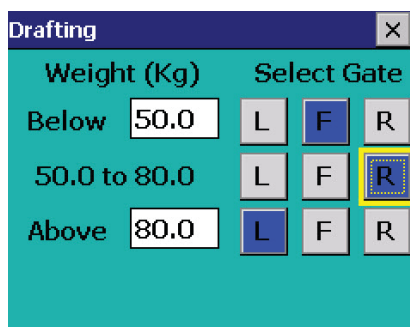 Drafting
Weight (Kg) Select Gate
Below 50.0 L F R
50.0 to 80.0 L F R
Above 80.0 L F R